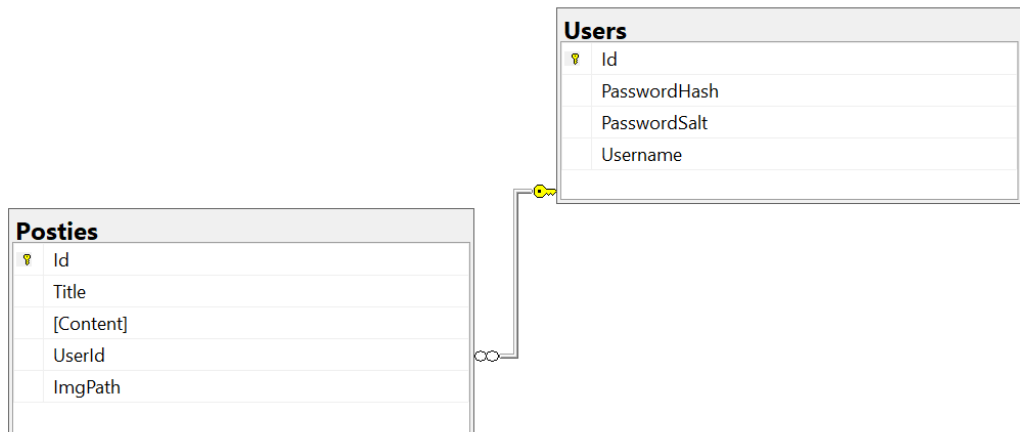 Users
Id
PasswordHash
PasswordSalt
Username
Posties
Id
Title
[Content]
UserId
ImgPath